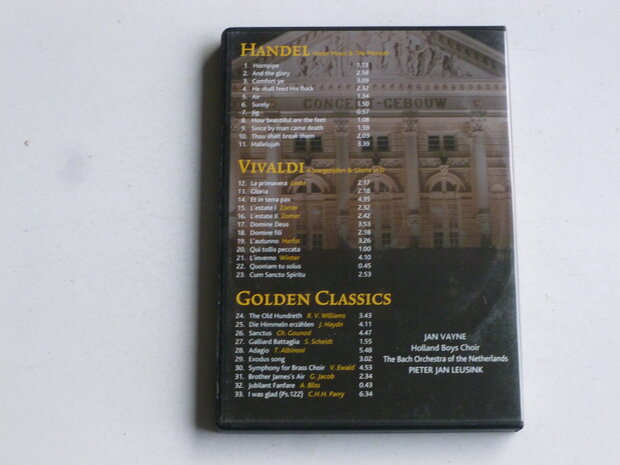 HANDEL Water Music & The Messiah
1. Hornpipe 1.13
2. And the glory 2.58
3. Comfort ye 3.09
4. He shall feed His flock 2.32
5. Air 1.34
6. Surely 1.50
7. Jig 0.57
8. How beautiful are the feet 1.08
9. Since by man came death 1.59
10. Thou shalt break them 2.03
11. Hallelujah 3.39
CONCERT-GEBOUW
VIVALDI 4 Jaargetijden & Gloria in D
12. La primavera Lente 2.17
13. Gloria 2.18
14. Et in terra pax 4.35
15. L'estate I Zomer 2.32
16. L'estate II Zomer 2.42
17. Domine Deus 3.53
18. Domine fili 2.18
19. L'autunno Herfst 3.26
20. Qui tollis peccata 1.00
21. L'inverno Winter 4.10
22. Quoniam tu solus 0.45
23. Cum Sancto Spiritu 2.53
GOLDEN CLASSICS
24. The Old Hundreth R. V. Williams 3.43
25. Die Himmeln erzählen J. Haydn 4.11
26. Sanctus Ch. Gounod 4.47
27. Galliard Battaglia S. Scheidt 1.55
28. Adagio T. Albinoni 5.48
29. Exodus song 3.02
30. Symphony for Brass Choir V. Ewald 4.53
31. Brother James's Air G. Jacob 2.34
32. Jubilant Fanfare A. Bliss 0.43
33. I was glad (Ps.122) C.H.H. Parry 6.34
JAN VAYNE
Holland Boys Choir
The Bach Orchestra of the Netherlands
PIETER JAN LEUSINK